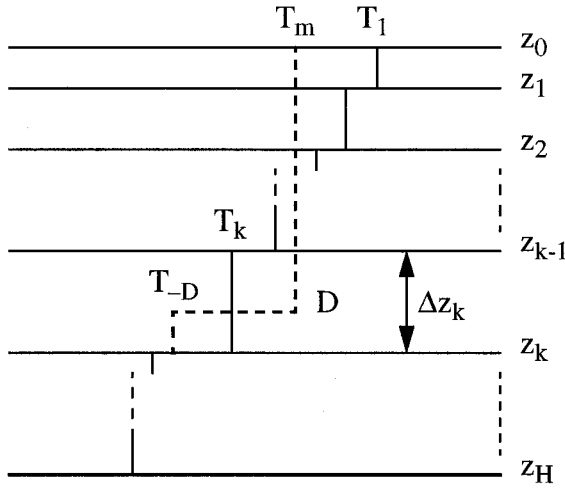 T_m T_1
z_0
z_1
z_2
T_k
z_{k-1}
T_{–D}
D Δz_k
z_k
z_H